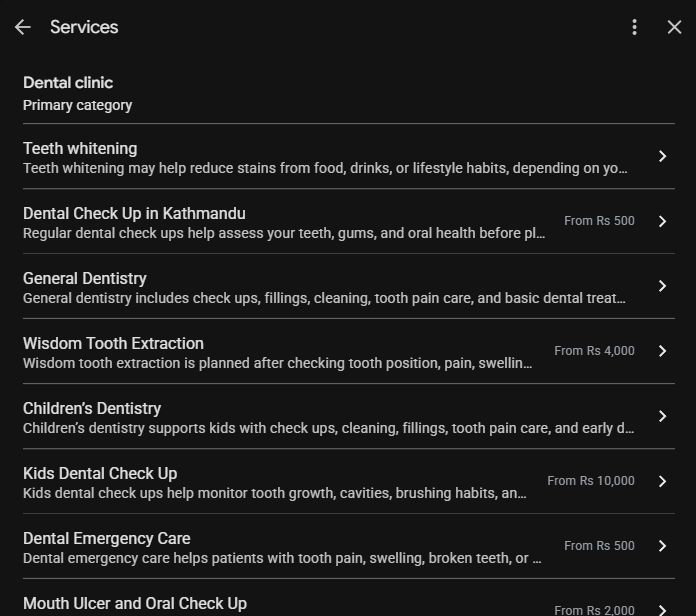 Services
Dental clinic
Primary category
Teeth whitening
Teeth whitening may help reduce stains from food, drinks, or lifestyle habits, depending on yo...
Dental Check Up in Kathmandu
From Rs 500
Regular dental check ups help assess your teeth, gums, and oral health before pl...
General Dentistry
General dentistry includes check ups, fillings, cleaning, tooth pain care, and basic dental treat...
Wisdom Tooth Extraction
From Rs 4,000
Wisdom tooth extraction is planned after checking tooth position, pain, swellin...
Children’s Dentistry
Children’s dentistry supports kids with check ups, cleaning, fillings, tooth pain care, and early d...
Kids Dental Check Up
From Rs 10,000
Kids dental check ups help monitor tooth growth, cavities, brushing habits, an...
Dental Emergency Care
From Rs 500
Dental emergency care helps patients with tooth pain, swelling, broken teeth, or ...
Mouth Ulcer and Oral Check Up
From Rs 2,000